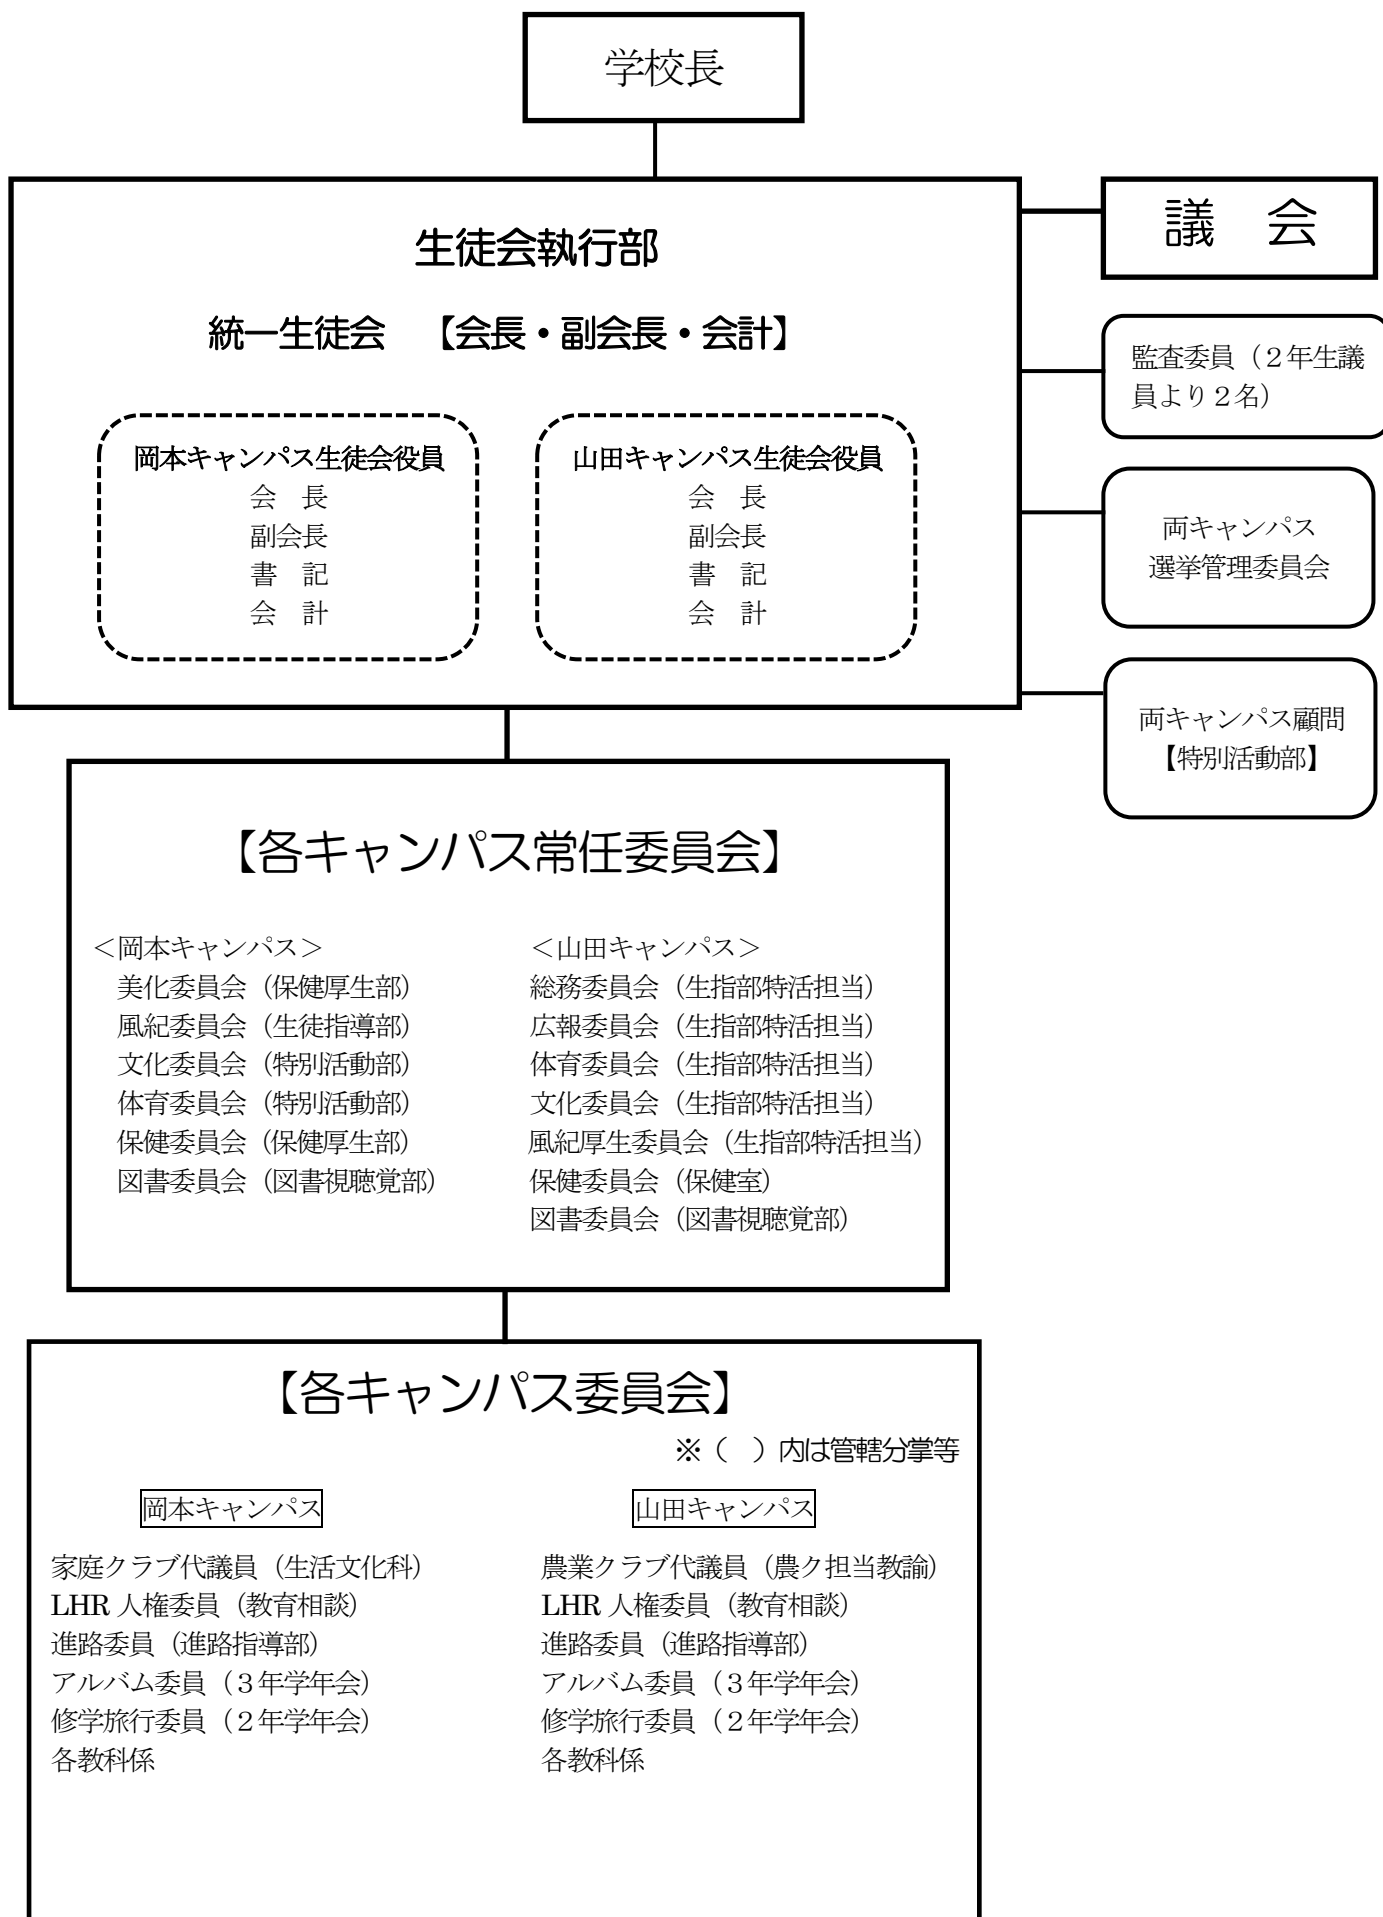 学校長
生徒会執行部
統一生徒会　【会長・副会長・会計】
岡本キャンパス生徒会役員
会　長
副会長
書　記
会　計
山田キャンパス生徒会役員
会　長
副会長
書　記
会　計
議　会
監査委員（２年生議
員より２名）
両キャンパス
選挙管理委員会
両キャンパス顧問
【特別活動部】
【各キャンパス常任委員会】
＜岡本キャンパス＞
美化委員会（保健厚生部）
風紀委員会（生徒指導部）
文化委員会（特別活動部）
体育委員会（特別活動部）
保健委員会（保健厚生部）
図書委員会（図書視聴覚部）
＜山田キャンパス＞
総務委員会（生指部特活担当）
広報委員会（生指部特活担当）
体育委員会（生指部特活担当）
文化委員会（生指部特活担当）
風紀厚生委員会（生指部特活担当）
保健委員会（保健室）
図書委員会（図書視聴覚部）
【各キャンパス委員会】
※（　）内は管轄分掌等
岡本キャンパス
家庭クラブ代議員（生活文化科）
LHR 人権委員（教育相談）
進路委員（進路指導部）
アルバム委員（３年学年会）
修学旅行委員（２年学年会）
各教科係
山田キャンパス
農業クラブ代議員（農ク担当教諭）
LHR 人権委員（教育相談）
進路委員（進路指導部）
アルバム委員（３年学年会）
修学旅行委員（２年学年会）
各教科係